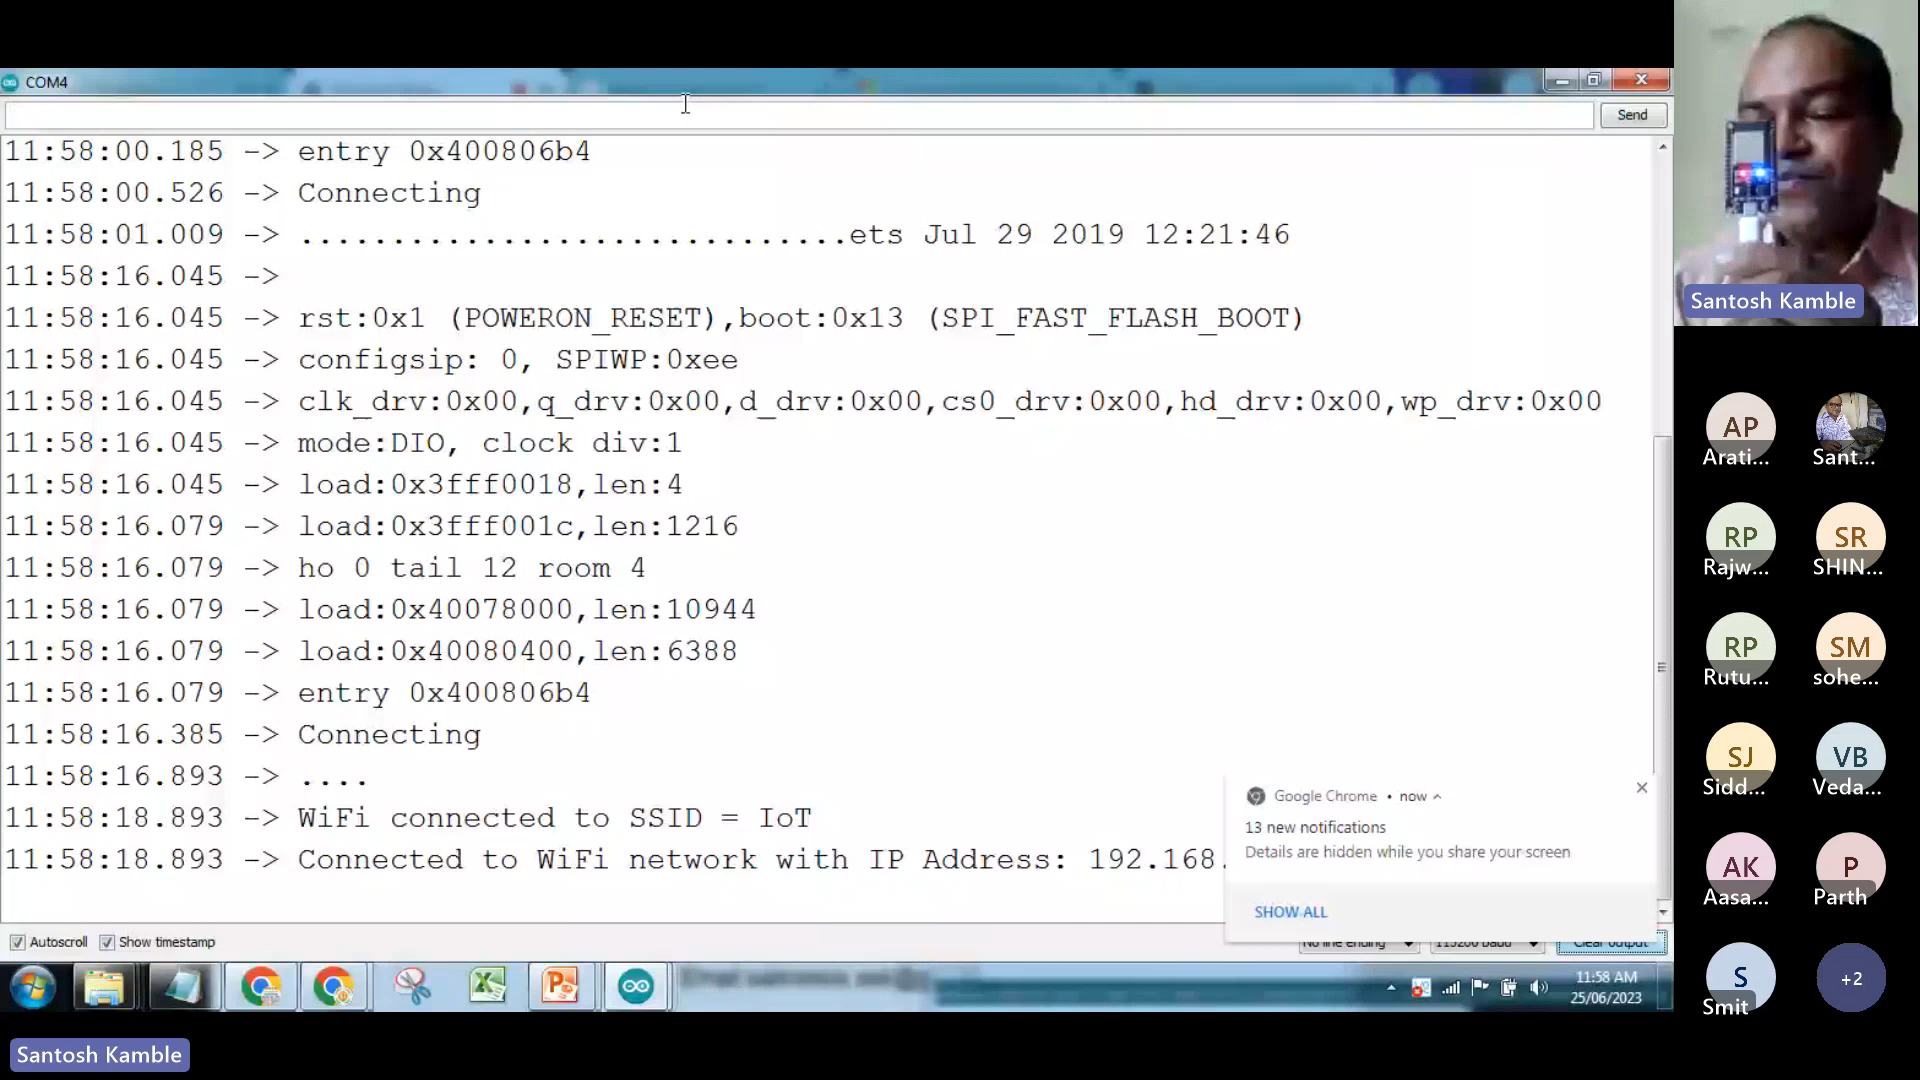 COM4
Send
11:58:00.185 -> entry 0x400806b4
11:58:00.526 -> Connecting
11:58:01.009 -> ..............................ets Jul 29 2019 12:21:46
11:58:16.045 ->
11:58:16.045 -> rst:0x1 (POWERON_RESET),boot:0x13 (SPI_FAST_FLASH_BOOT)
11:58:16.045 -> configsip: 0, SPIWP:0xee
11:58:16.045 -> clk_drv:0x00,q_drv:0x00,d_drv:0x00,cs0_drv:0x00,hd_drv:0x00,wp_drv:0x00
11:58:16.045 -> mode:DIO, clock div:1
11:58:16.045 -> load:0x3fff0018,len:4
11:58:16.079 -> load:0x3fff001c,len:1216
11:58:16.079 -> ho 0 tail 12 room 4
11:58:16.079 -> load:0x40078000,len:10944
11:58:16.079 -> load:0x40080400,len:6388
11:58:16.079 -> entry 0x400806b4
11:58:16.385 -> Connecting
11:58:16.893 -> ....
11:58:18.893 -> WiFi connected to SSID = IoT
11:58:18.893 -> Connected to WiFi network with IP Address: 192.168.
Google Chrome • now
13 new notifications
Details are hidden while you share your screen
SHOW ALL
Autoscroll Show timestamp
No line ending 115200 baud Clear output
11:58 AM
25/06/2023
Santosh Kamble
Santosh Kamble
AP
Arati... Sant...
RP SR
Rajw... SHIN...
RP SM
Rutu... sohe...
SJ VB
Sidd... Veda...
AK P
Aasa... Parth
S +2
Smit